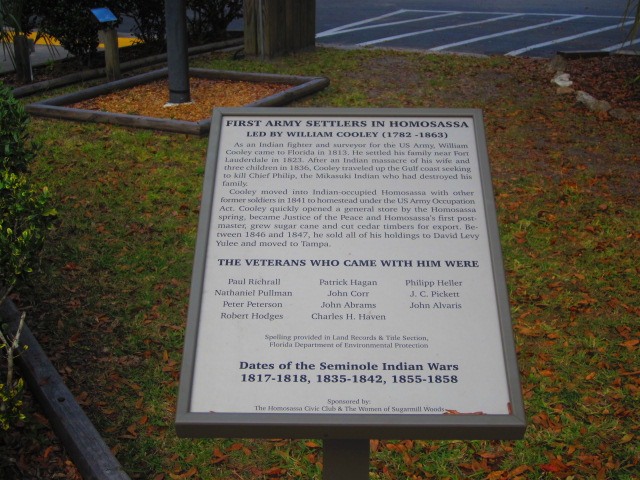 FIRST ARMY SETTLERS IN HOMOSASSA
LED BY WILLIAM COOLEY (1782 -1863)
As an Indian fighter and surveyor for the US Army, William
Cooley came to Florida in 1813. He settled his family near Fort
Lauderdale in 1823. After an Indian massacre of his wife and
three children in 1836, Cooley traveled up the Gulf coast seeking
to kill Chief Philip, the Mikasuki Indian who had destroyed his
family.
Cooley moved into Indian-occupied Homosassa with other
former soldiers in 1841 to homestead under the US Army Occupation
Act. Cooley quickly opened a general store by the Homosassa
spring, became Justice of the Peace and Homosassa's first post-
master, grew sugar cane and cut cedar timbers for export. Be-
tween 1846 and 1847, he sold all of his holdings to David Levy
Yulee and moved to Tampa.
THE VETERANS WHO CAME WITH HIM WERE
Paul Richrall Patrick Hagan Philipp Heller
Nathaniel Pullman John Corr J. C. Pickett
Peter Peterson John Abrams John Alvaris
Robert Hodges Charles H. Haven
Spelling provided in Land Records & Title Section,
Florida Department of Environmental Protection
Dates of the Seminole Indian Wars
1817-1818, 1835-1842, 1855-1858
Sponsored by:
The Homosassa Civic Club & The Women of Sugarmill Woods